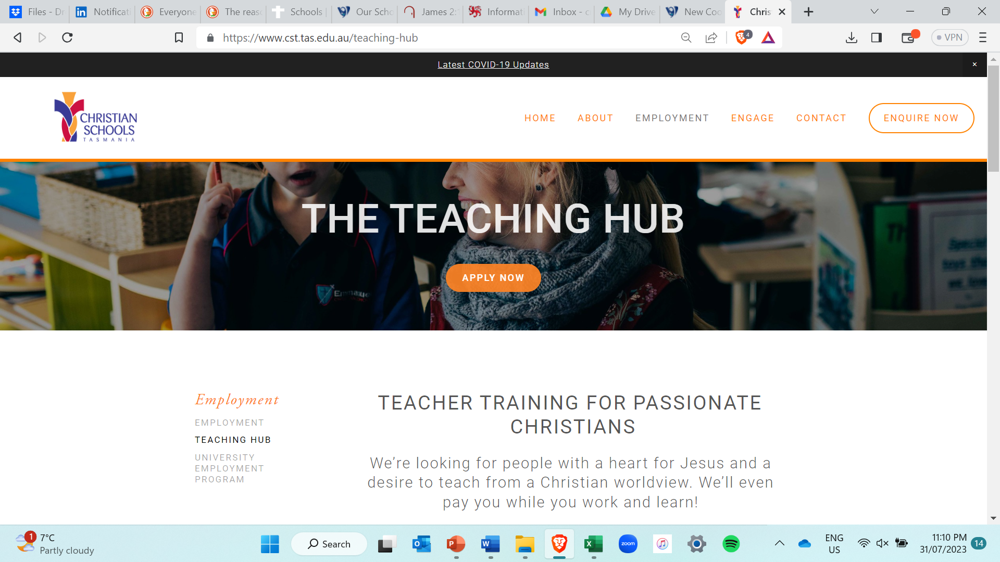 Files - Dr
Notificati
Everyone
The reas
Schools
Our Scho
James 2:
Informati
Inbox - c
My Drive
New Coo
Chris
https://www.cst.tas.edu.au/teaching-hub
4
VPN
Latest COVID-19 Updates
CHRISTIAN
SCHOOLS
TASMANIA
HOME
ABOUT
EMPLOYMENT
ENGAGE
CONTACT
ENQUIRE NOW
THE TEACHING HUB
APPLY NOW
Emmanue
Employment
EMPLOYMENT
TEACHING HUB
UNIVERSITY
EMPLOYMENT
PROGRAM
TEACHER TRAINING FOR PASSIONATE
CHRISTIANS
We’re looking for people with a heart for Jesus and a
desire to teach from a Christian worldview. We’ll even
pay you while you work and learn!
1
7°C
Partly cloudy
Search
zoom
ENG
US
11:10 PM
31/07/2023
14